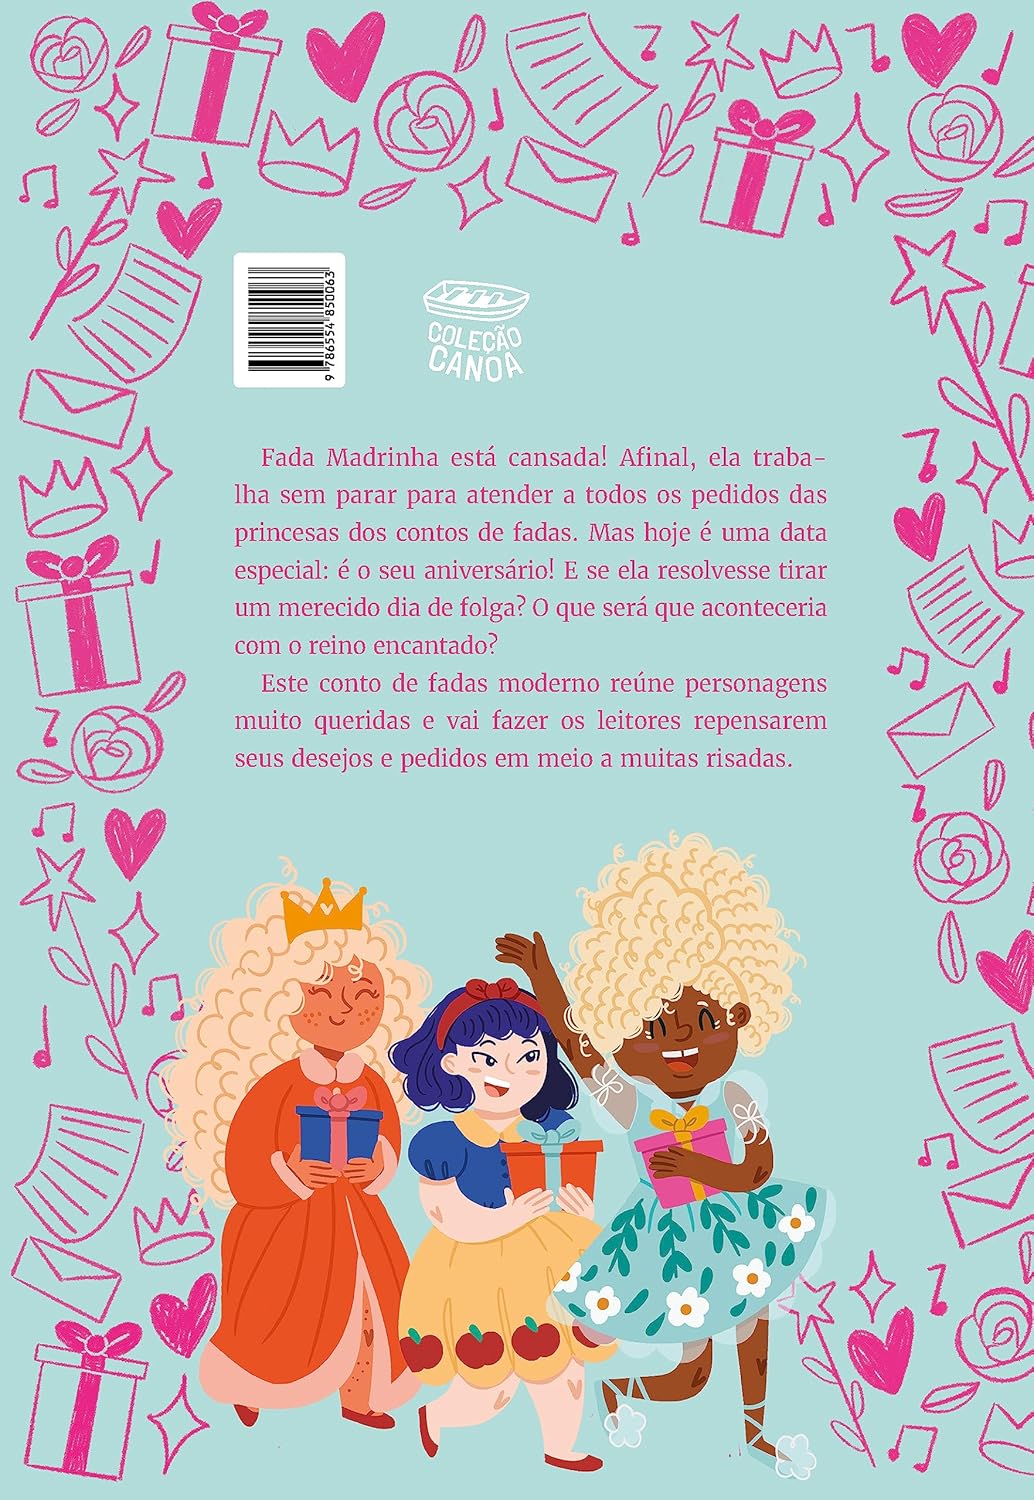 9 786554 850063
COLEÇÃO
CANOA
Fada Madrinha está cansada! Afinal, ela traba-
lha sem parar para atender a todos os pedidos das
princesas dos contos de fadas. Mas hoje é uma data
especial: é o seu aniversário! E se ela resolvesse tirar
um merecido dia de folga? O que será que aconteceria
com o reino encantado?
Este conto de fadas moderno reúne personagens
muito queridas e vai fazer os leitores repensarem
seus desejos e pedidos em meio a muitas risadas.